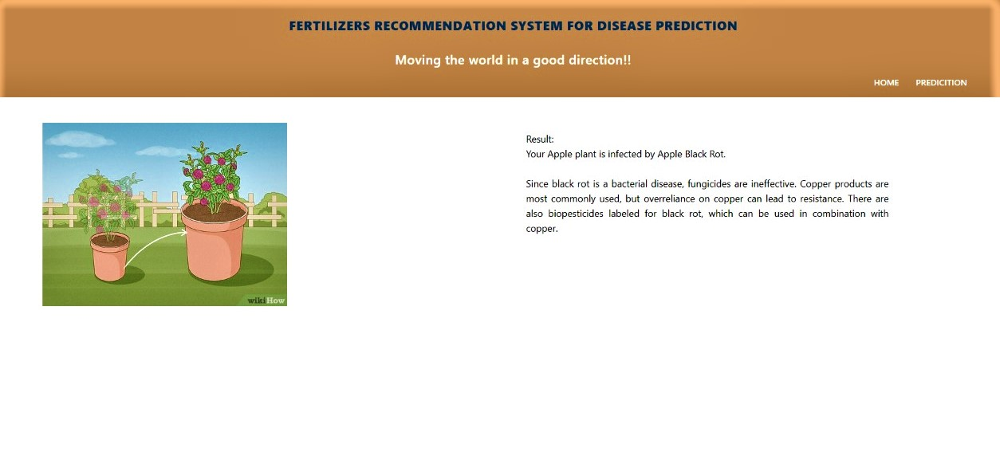 FERTILIZERS RECOMMENDATION SYSTEM FOR DISEASE PREDICTION
Moving the world in a good direction!!
HOME PREDICITION
wikiHow
Result:
Your Apple plant is infected by Apple Black Rot.
Since black rot is a bacterial disease, fungicides are ineffective. Copper products are
most commonly used, but overreliance on copper can lead to resistance. There are
also biopesticides labeled for black rot, which can be used in combination with
copper.